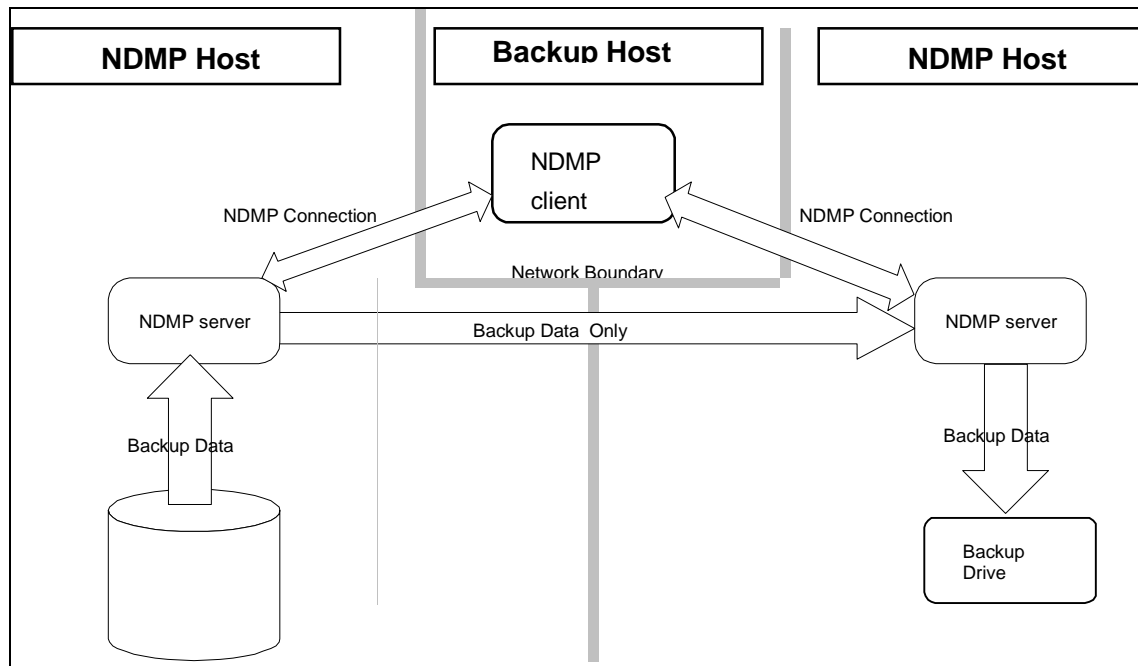 NDMP Host
Backup Host
NDMP Host
NDMP
client
NDMP Connection
NDMP Connection
Network Boundary
NDMP server
Backup Data Only
NDMP server
Backup Data
Backup Data
Backup
Drive